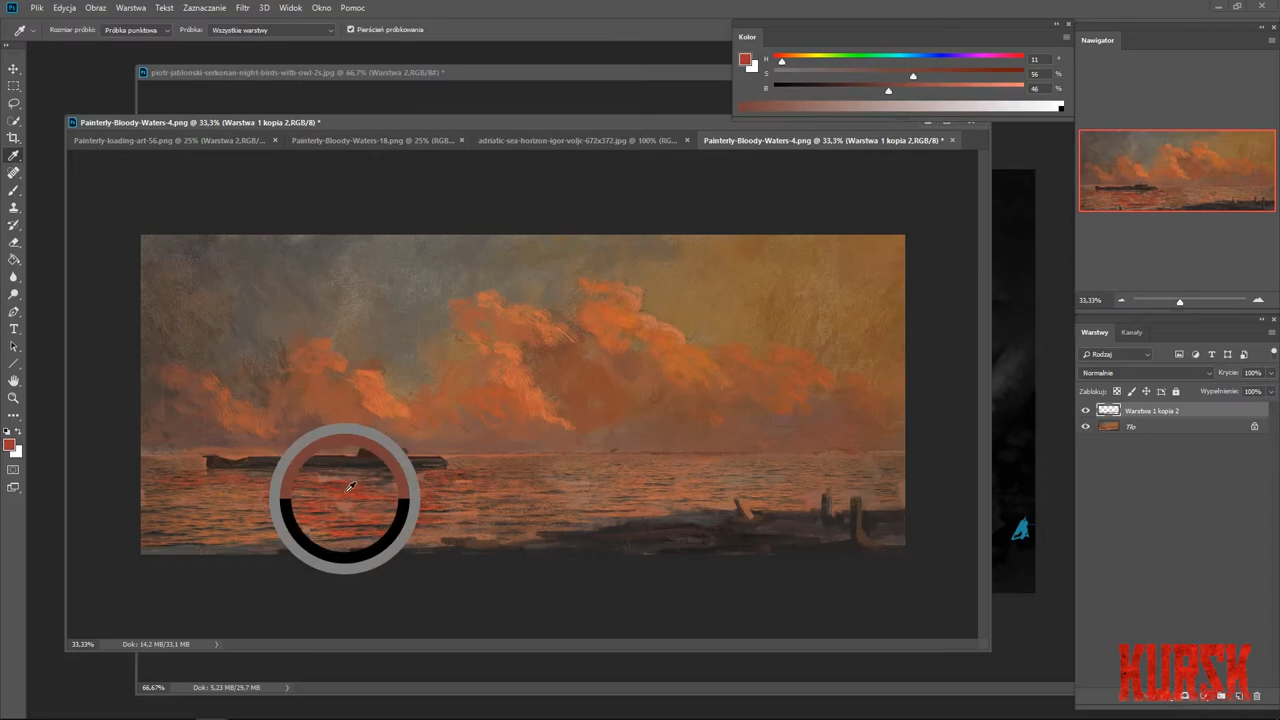 Ps Plik Edycja Obraz Warstwa Tekst Zaznaczanie Filtr 3D Widok Okno Pomoc
Rozmiar próbki: Próbka punktowa Próbka: Wszystkie warstwy Pierścień próbkowania
Kolor
H 11 °
S 56 %
B 46 %
Nawigator
piotr-jablonski-serkonan-night-birds-with-owl-2s.jpg @ 66,7% (Warstwa 2,RGB/8#) *
Painterly-Bloody-Waters-4.png @ 33,3% (Warstwa 1 kopia 2,RGB/8) *
Painterly-loading-art-56.png @ 25% (Warstwa 2,RGB/8) *
Painterly-Bloody-Waters-18.png @ 25% (RGB... *
adriatic-sea-horizon-igor-voljc-672x372.jpg @ 100% (RG...
Painterly-Bloody-Waters-4.png @ 33,3% (Warstwa 1 kopia 2,RGB/8) *
33,33%
Warstwy Kanały
Rodzaj
Normalnie Krycie: 100%
Zablokuj: Wypełnienie: 100%
Warstwa 1 kopia 2
Tło
33,33% Dok: 14,2 MB/33,1 MB
66,67% Dok: 5,23 MB/29,7 MB
KURSK